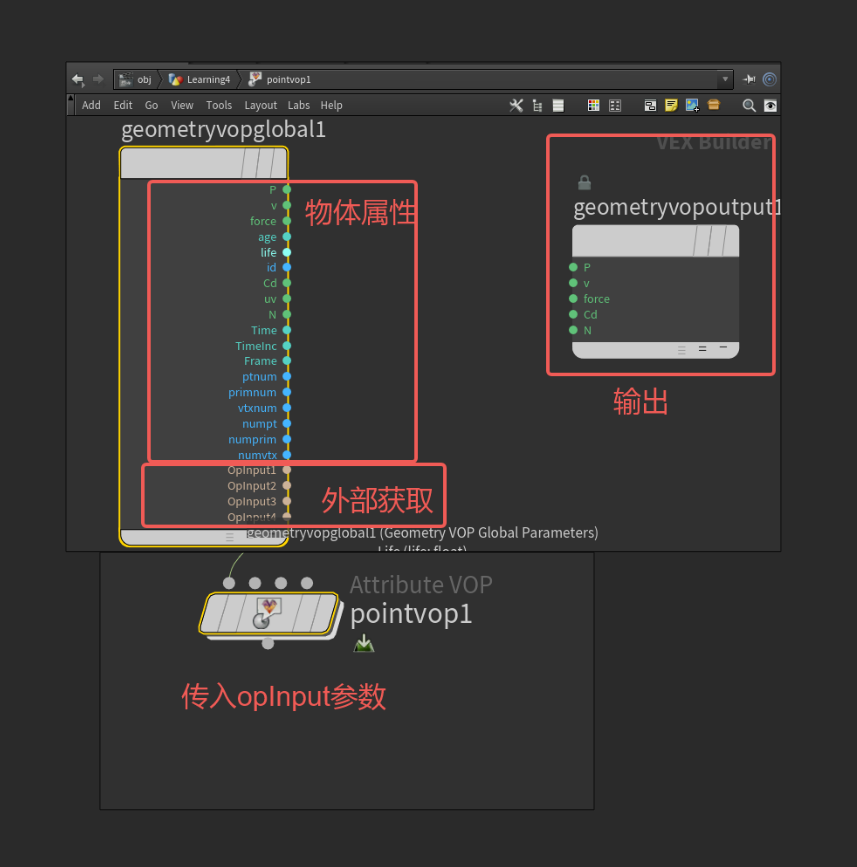 obj Learning4 pointvop1
Add Edit Go View Tools Layout Labs Help
geometryvopglobal1
VEX Builder
P
v
force
age
life
id
Cd
uv
N
Time
TimeInc
Frame
ptnum
primnum
vtxnum
numpt
numprim
numvtx
OpInput1
OpInput2
OpInput3
OpInput4
物体属性
外部获取
geometryvopoutput1
P
v
force
Cd
N
输出
geometryvopglobal1 (Geometry VOP Global Parameters)
Life (life: float)
Attribute VOP
pointvop1
传入opInput参数